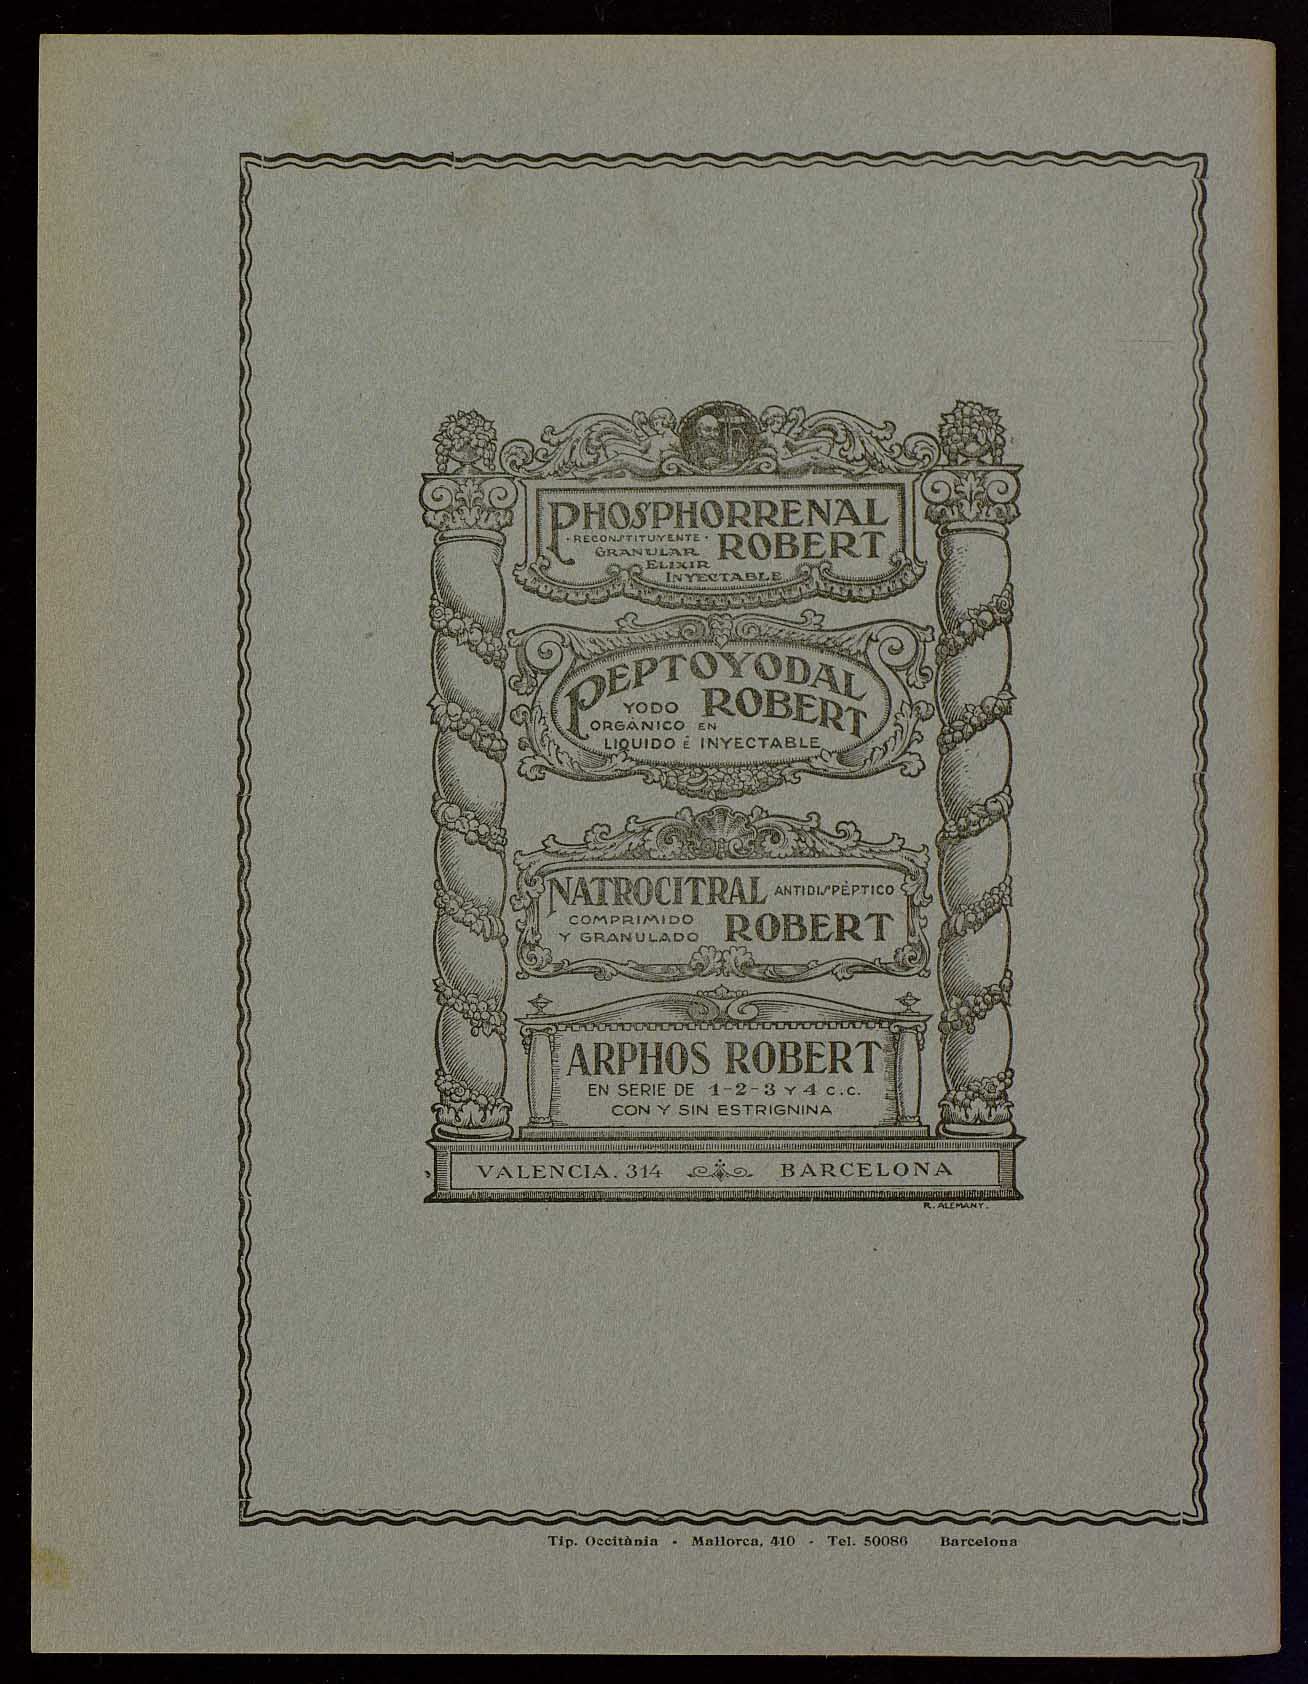 PHOSPHORRENAL
· RECONSTITUYENTE · ROBERT
GRANULAR
ELIXIR
INYECTABLE
PEPTOYODAL
YODO ROBERT
ORGÁNICO EN
LIQUIDO É INYECTABLE
NATROCITRAL ANTIDISPÉPTICO
COMPRIMIDO ROBERT
Y GRANULADO
ARPHOS ROBERT
EN SERIE DE 1-2-3 Y 4 C.C.
CON Y SIN ESTRIGNINA
VALENCIA. 314 BARCELONA
R. ALEMANY.
Tip. Occitània - Mallorca, 410 - Tel. 50086 Barcelona